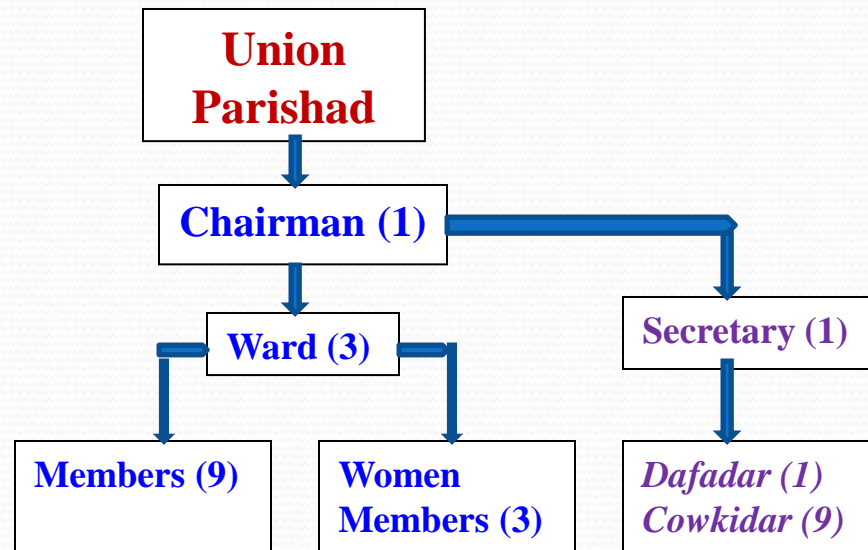 Union
Parishad
Chairman (1)
Ward (3)
Secretary (1)
Members (9)
Women
Members (3)
Dafadar (1)
Cowkidar (9)